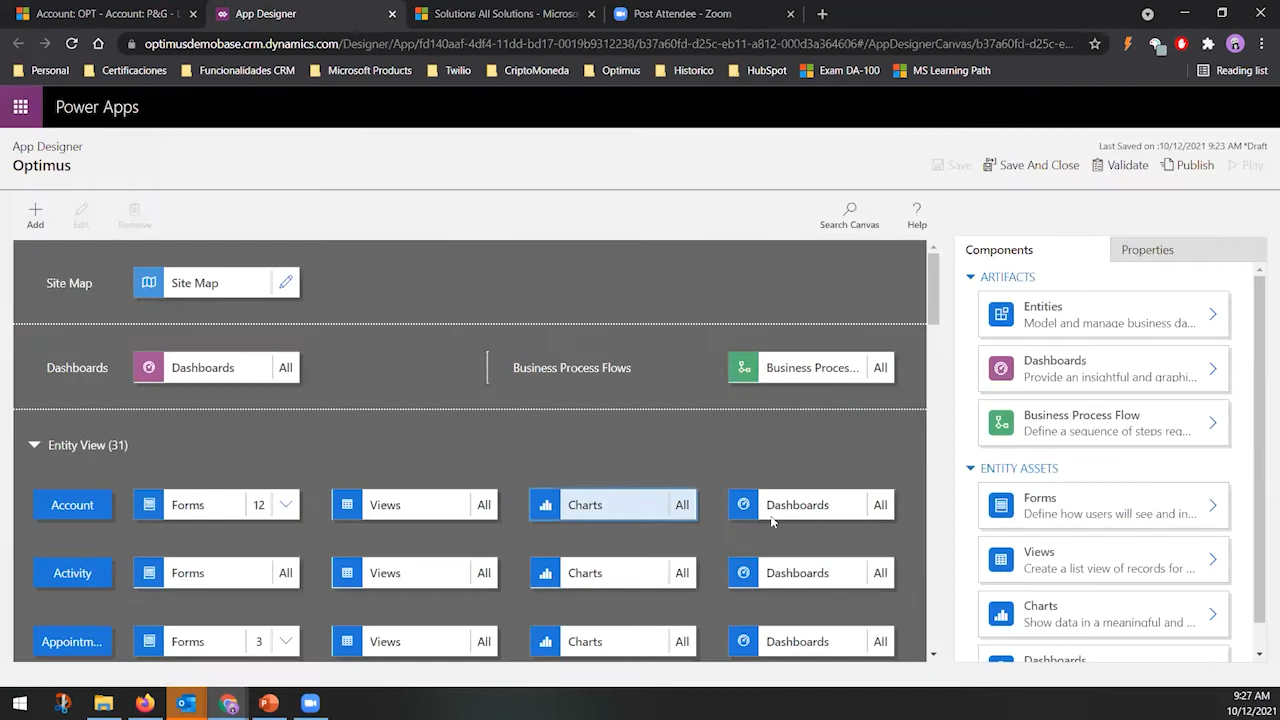 Account: OPT - Account: P&G - L
App Designer
Solutions All Solutions - Microso
Post Attendee - Zoom
optimusdemobase.crm.dynamics.com/Designer/App/fd140aaf-4df4-11dd-bd17-0019b9312238/b37a60fd-d25c-eb11-a812-000d3a364606#/AppDesignerCanvas/b37a60fd-d25c-e...
Personal
Certificaciones
Funcionalidades CRM
Microsoft Products
Twilio
CriptoMoneda
Optimus
Historico
HubSpot
Exam DA-100
MS Learning Path
Reading list
Power Apps
App Designer
Optimus
Last Saved on :10/12/2021 9:23 AM *Draft
Save
Save And Close
Validate
Publish
Play
Add
Edit
Remove
Search Canvas
Help
Site Map
Site Map
Dashboards
Dashboards
All
Business Process Flows
Business Proces...
All
Entity View (31)
Account
Forms
12
Views
All
Charts
All
Dashboards
All
Activity
Forms
All
Views
All
Charts
All
Dashboards
All
Appointm...
Forms
3
Views
All
Charts
All
Dashboards
All
Components
Properties
ARTIFACTS
Entities
Model and manage business da...
Dashboards
Provide an insightful and graphi...
Business Process Flow
Define a sequence of steps req...
ENTITY ASSETS
Forms
Define how users will see and in...
Views
Create a list view of records for ...
Charts
Show data in a meaningful and ...
Dashboards
9:27 AM
10/12/2021